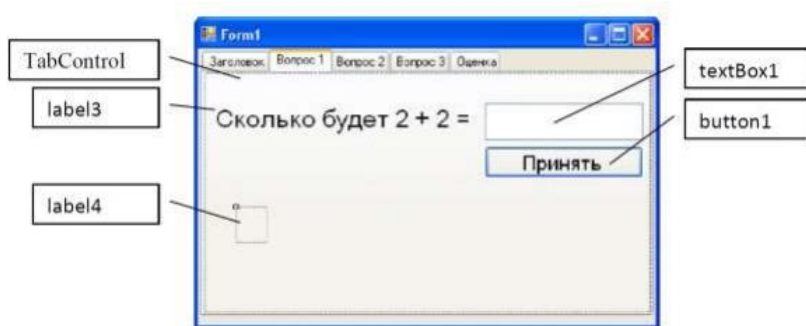 Form1
TabControl
Заголовок Вопрос 1 Вопрос 2 Вопрос 3 Оценка
textBox1
label3
Сколько будет 2 + 2 =
button1
Принять
label4